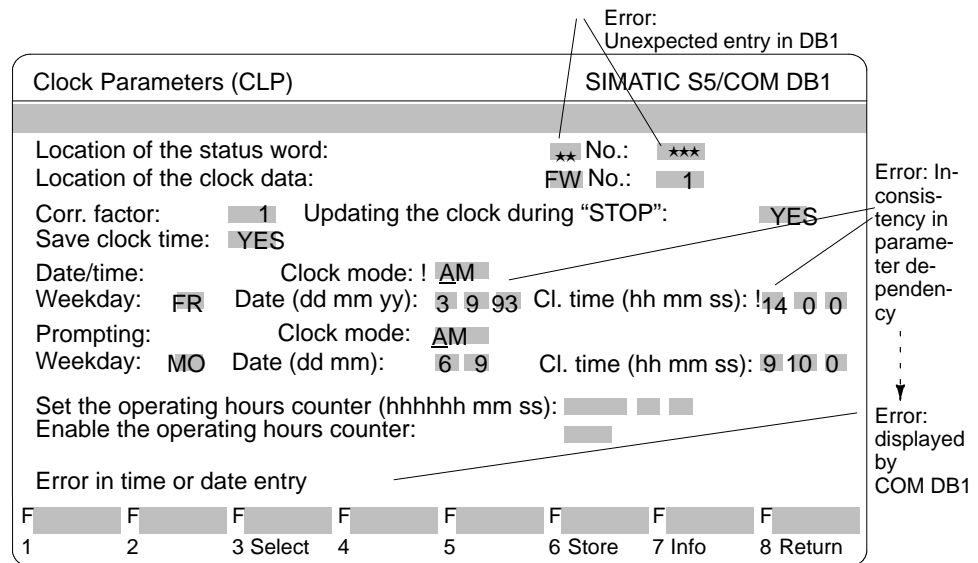 Error:
Unexpected entry in DB1
Clock Parameters (CLP) SIMATIC S5/COM DB1
Location of the status word: ★★ No.: ★★★
Location of the clock data: FW No.: 1
Corr. factor: 1 Updating the clock during “STOP”: YES
Save clock time: YES
Date/time: Clock mode: ! AM
Weekday: FR Date (dd mm yy): 3 9 93 Cl. time (hh mm ss): !14 0 0
Prompting: Clock mode: AM
Weekday: MO Date (dd mm): 6 9 Cl. time (hh mm ss): 9 10 0
Set the operating hours counter (hhhhhh mm ss):
Enable the operating hours counter:
Error in time or date entry
F F F F F F F F
1 2 3 Select 4 5 6 Store 7 Info 8 Return
Error: In-
consis-
tency in
parame-
ter de-
penden-
cy
Error:
displayed
by
COM DB1